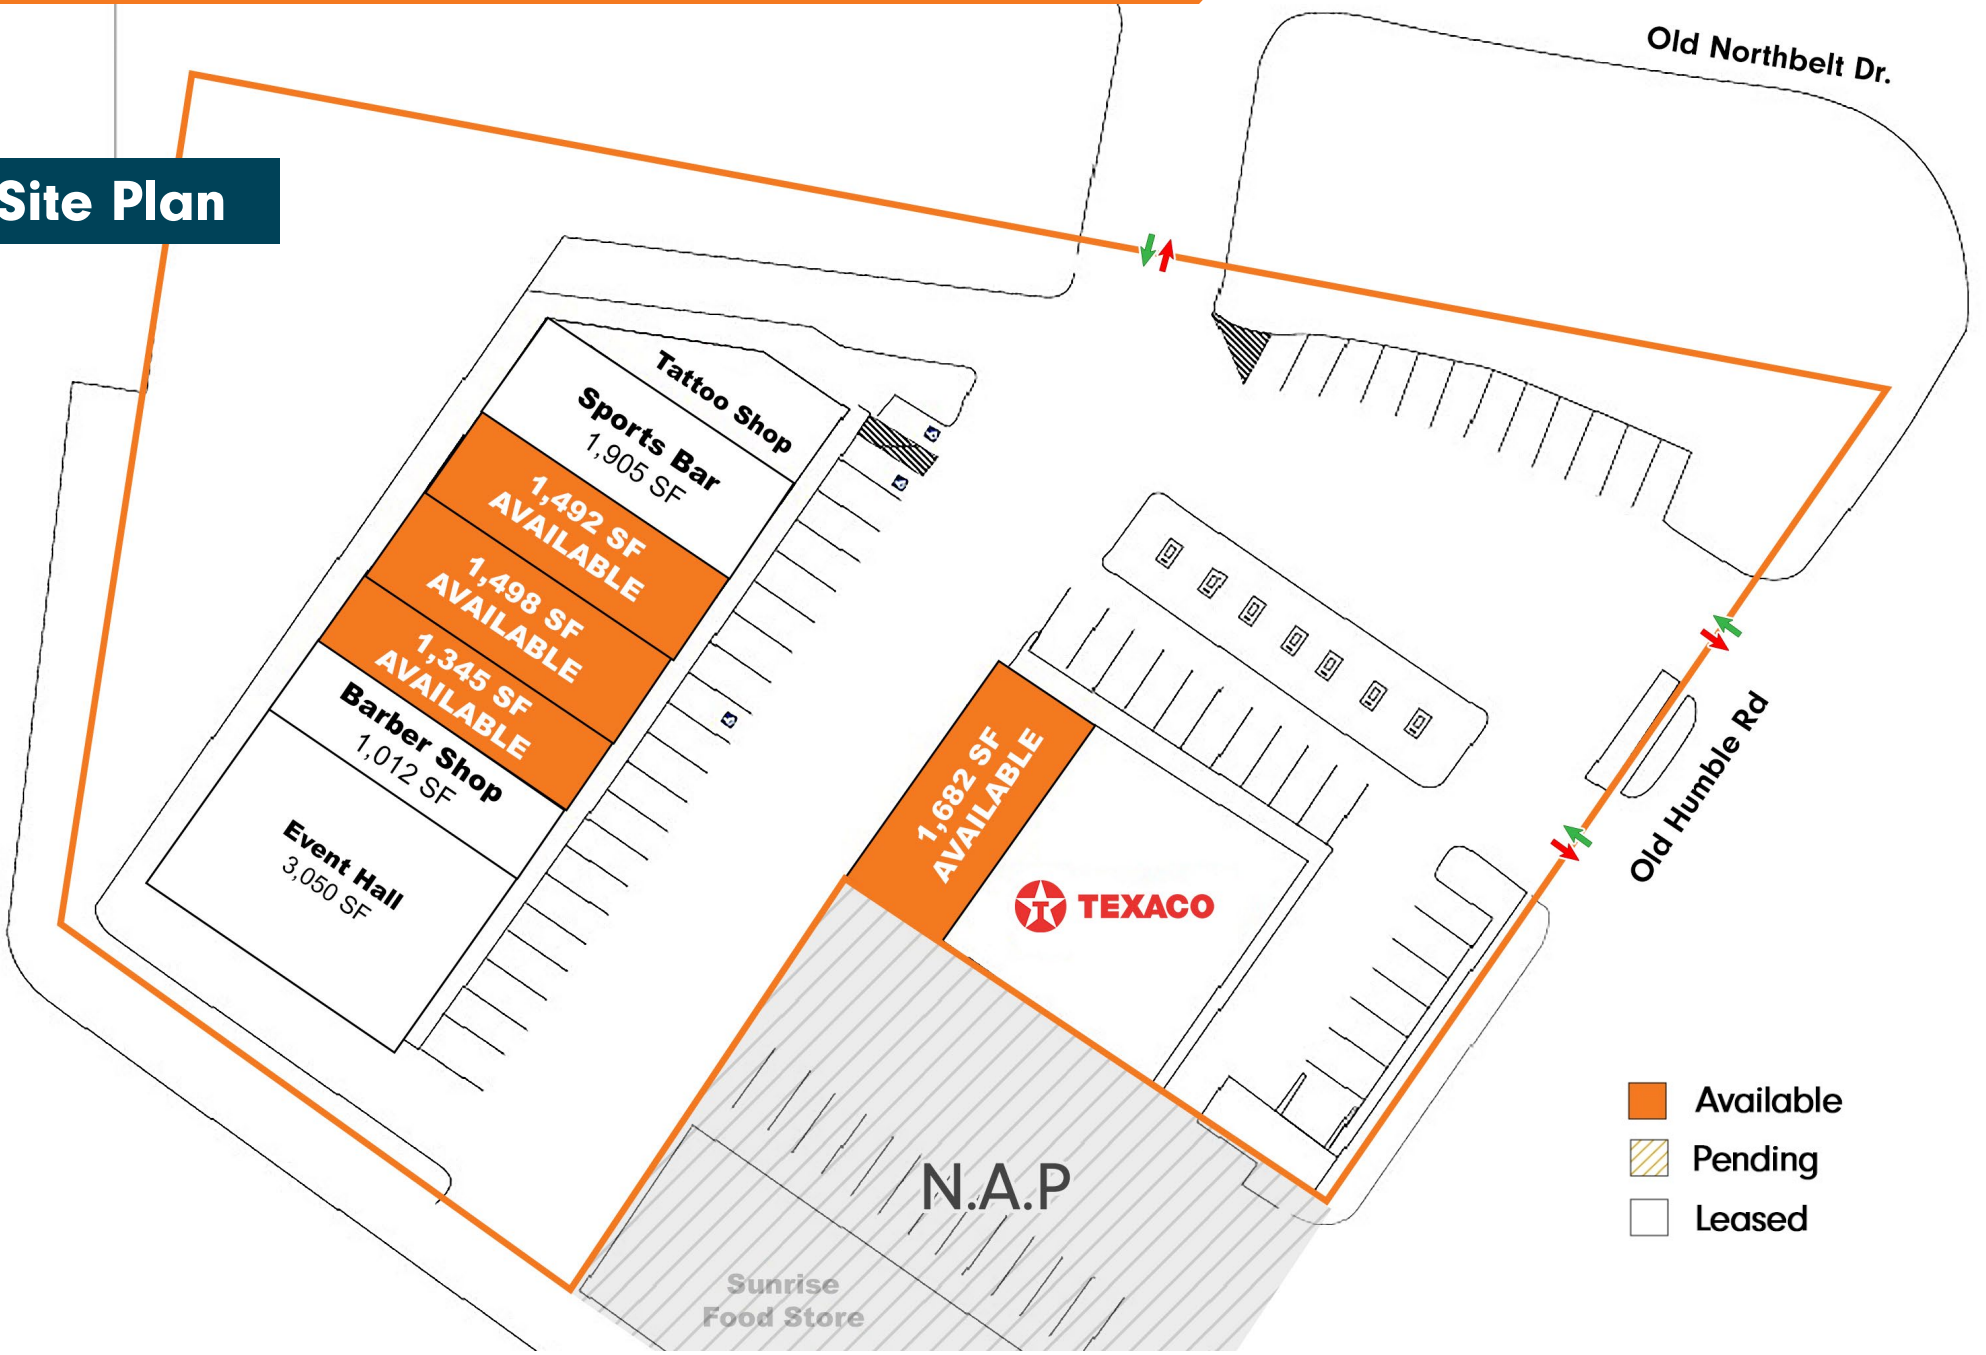 Old Northbelt Dr.
Site Plan
Tattoo Shop
Sports Bar
1,905 SF
1,492 SF
AVAILABLE
1,498 SF
AVAILABLE
1,345 SF
AVAILABLE
Barber Shop
1,012 SF
Event Hall
3,050 SF
1,682 SF
AVAILABLE
TEXACO
Old Humble Rd
N.A.P
Sunrise
Food Store
Available
Pending
Leased